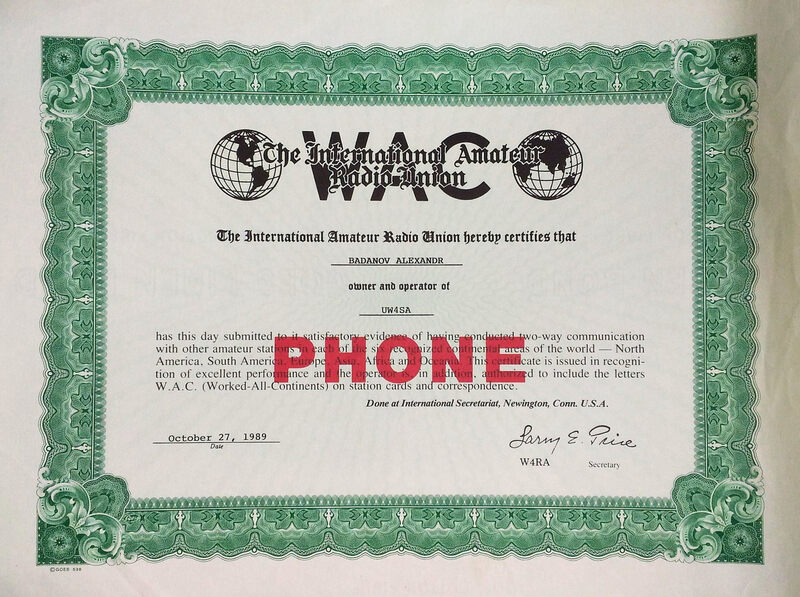 WAC
The International Amateur
Radio Union
The International Amateur Radio Union hereby certifies that
BADANOV ALEXANDR
owner and operator of
UW4SA
has this day submitted to it satisfactory evidence of having conducted two-way communication
with other amateur stations in each of the six recognized continental areas of the world — North
America, South America, Europe, Asia, Africa and Oceania. This certificate is issued in recogni-
tion of excellent performance and the operator is, in addition, authorized to include the letters
W.A.C. (Worked-All-Continents) on station cards and correspondence.
PHONE
Done at International Secretariat, Newington, Conn. U.S.A.
October 27, 1989
Date
Larry E. Price
W4RA Secretary
©GOES 538